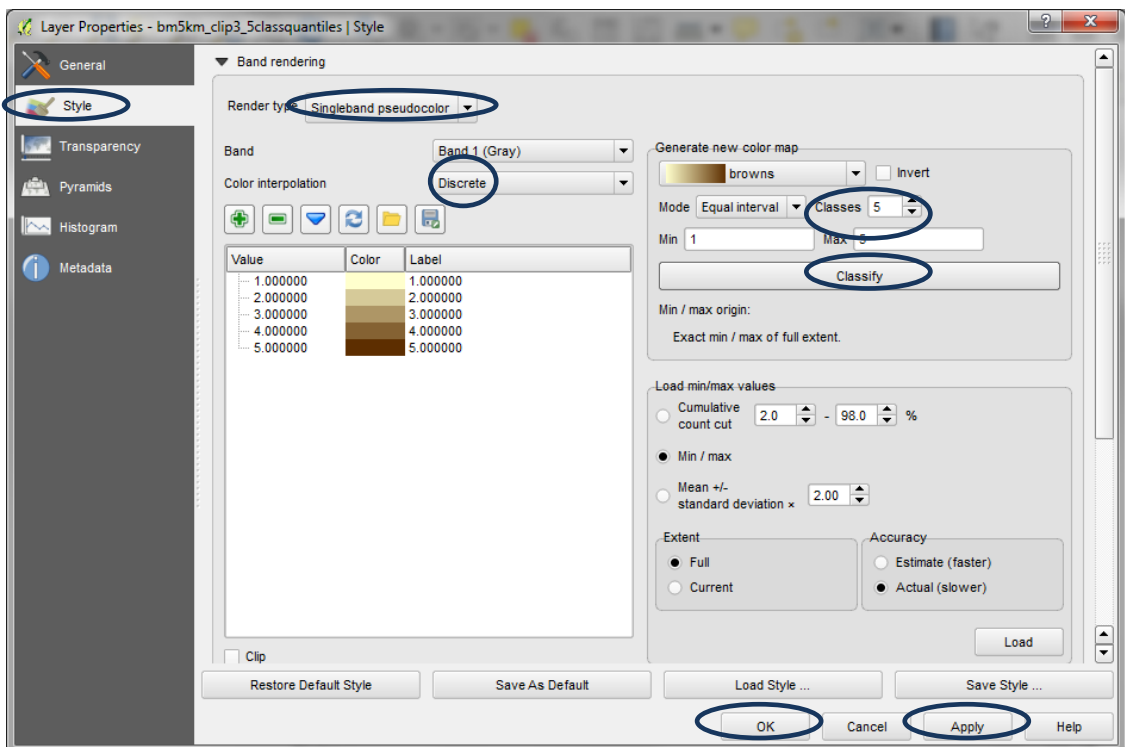 Layer Properties - bm5km_clip3_5classquantiles | Style
General
Style
Transparency
Pyramids
Histogram
Metadata
Band rendering
Render type Singleband pseudocolor
Band Band 1 (Gray)
Color interpolation Discrete
Value Color Label
1.000000 1.000000
2.000000 2.000000
3.000000 3.000000
4.000000 4.000000
5.000000 5.000000
Clip
Generate new color map
browns Invert
Mode Equal interval Classes 5
Min 1 Max 5
Classify
Min / max origin:
Exact min / max of full extent.
Load min/max values
Cumulative
count cut 2.0 - 98.0 %
Min / max
Mean +/-
standard deviation × 2.00
Extent
Full
Current
Accuracy
Estimate (faster)
Actual (slower)
Load
Restore Default Style Save As Default Load Style ... Save Style ...
OK Cancel Apply Help